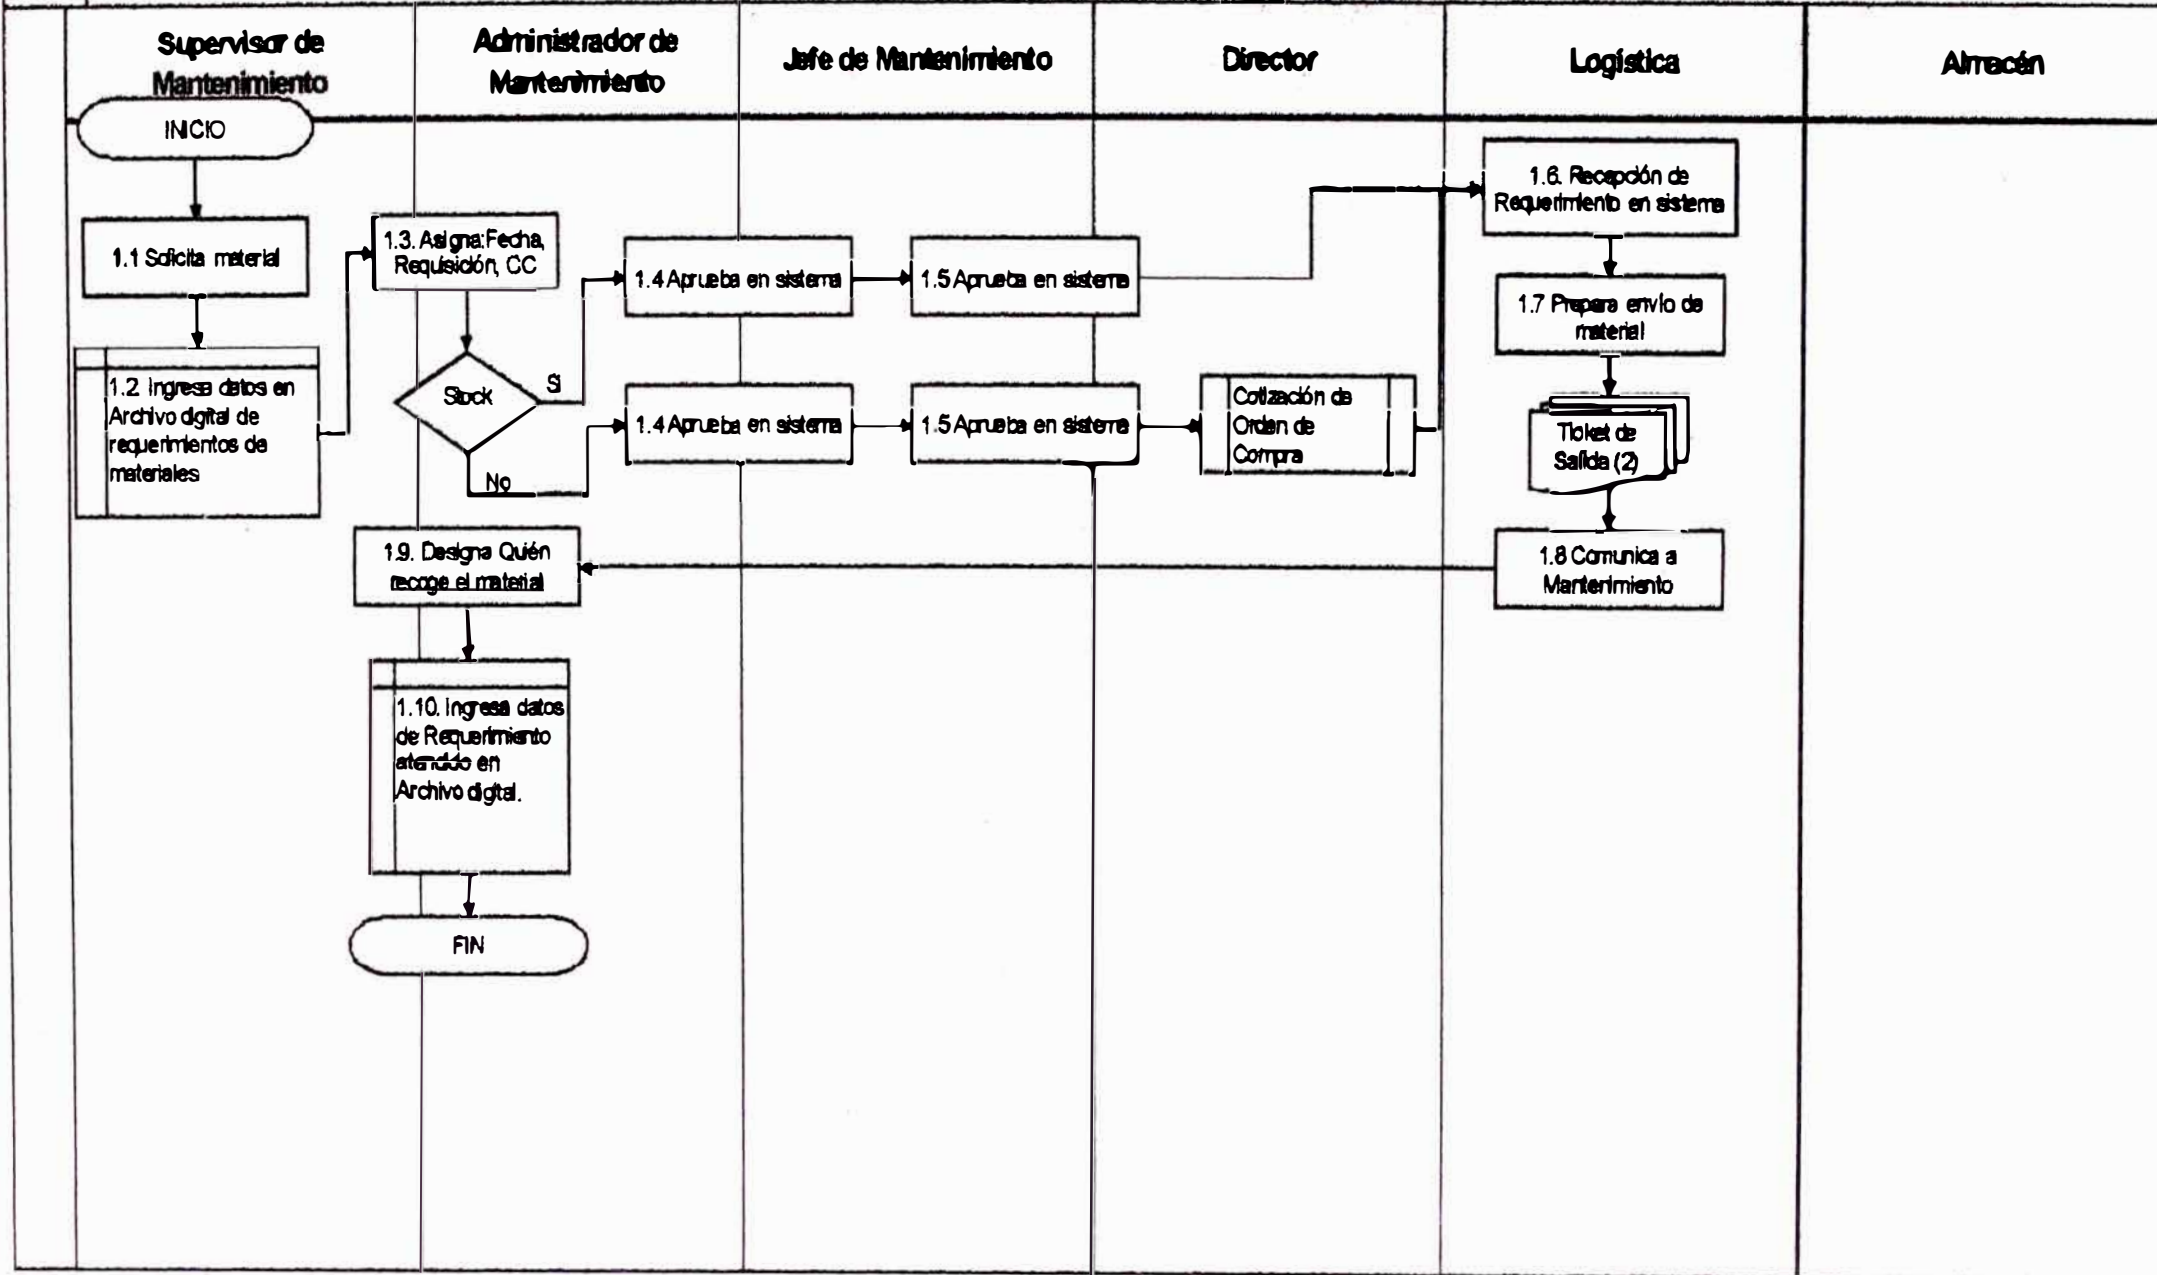 Supervisor de
Mantenimiento
Administrador de
Mantenimiento
Jefe de Mantenimiento
Director
Logística
Almacén
INICIO
1.1 Solicita material
1.2. Ingresa datos en
Archivo digital de
requerimientos de
materiales
1.3. Asigna:Fecha,
Requisición, CC
Stock
Si
No
1.4 Aprueba en sistema
1.5 Aprueba en sistema
1.4 Aprueba en sistema
1.5 Aprueba en sistema
Cotización de
Orden de
Compra
1.6. Recepción de
Requerimiento en sistema
1.7 Prepara envío de
material
Ticket de
Salida (2)
1.8 Comunica a
Mantenimiento
1.9. Designa Quién
recoge el material
1.10. Ingresa datos
de Requerimiento
atendido en
Archivo digital.
FIN